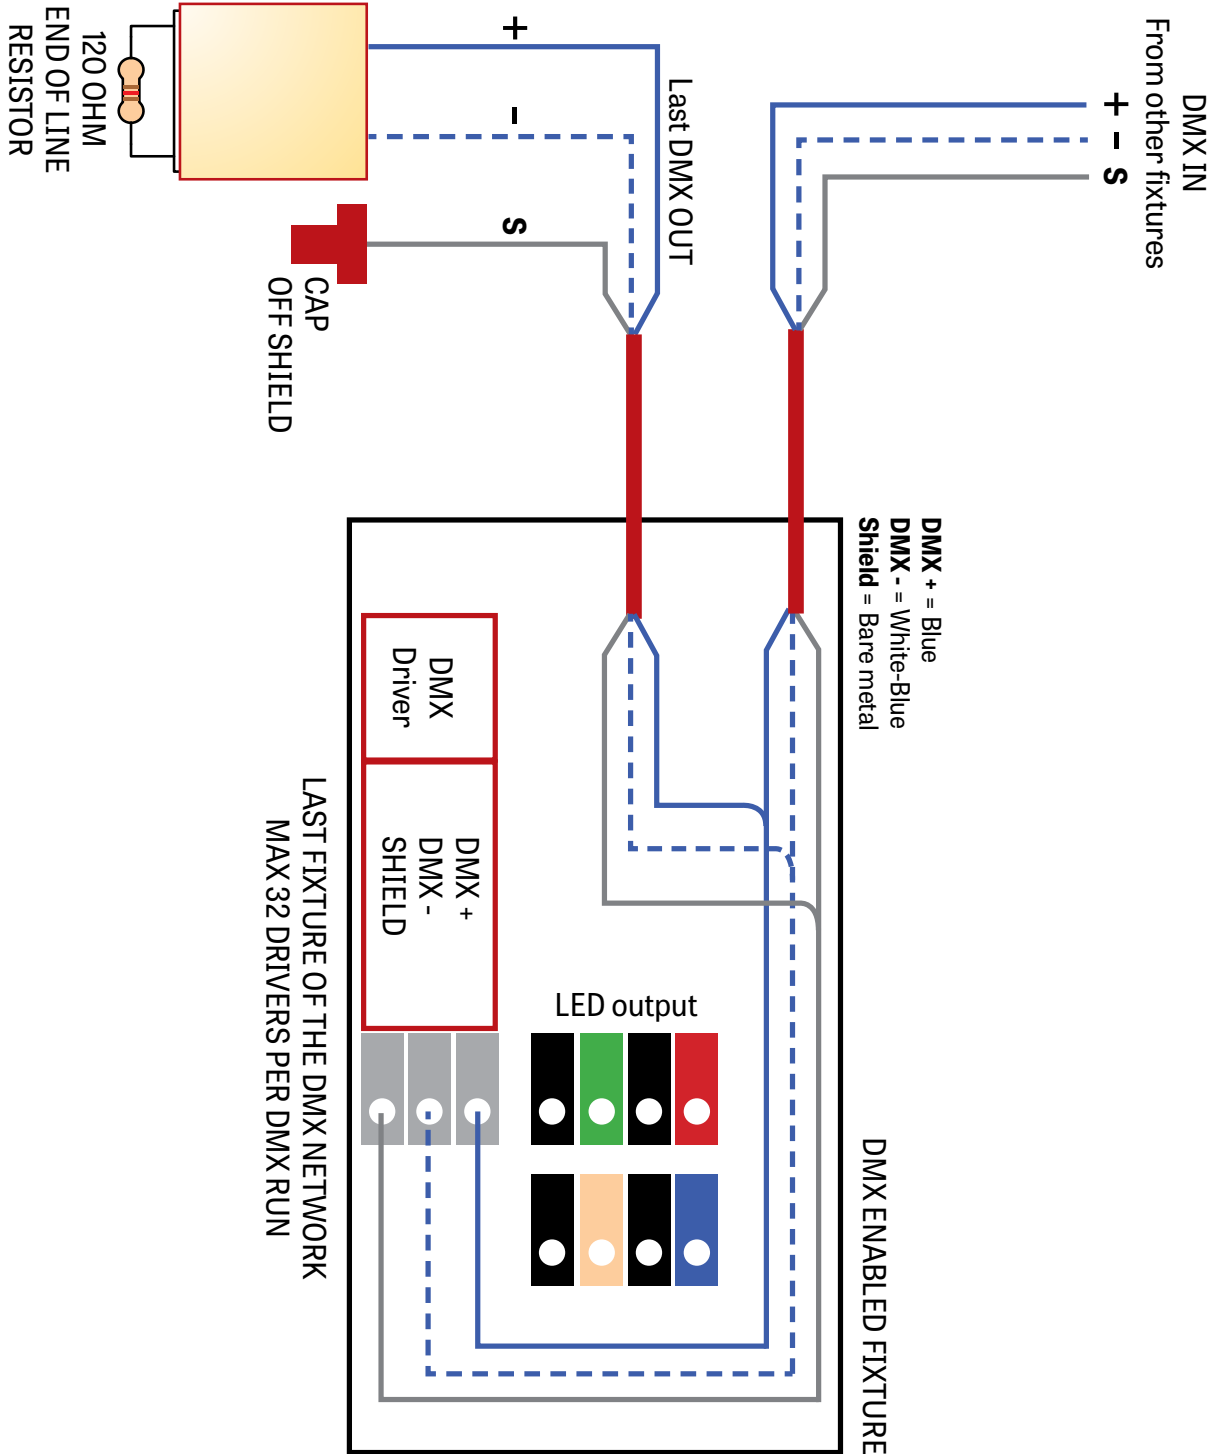 DMX IN
From other fixtures
+
-
S
Last DMX OUT
+
-
S
120 OHM
END OF LINE
RESISTOR
CAP
OFF SHIELD
DMX + = Blue
DMX - = White-Blue
Shield = Bare metal
DMX ENABLED FIXTURE
DMX
Driver
DMX +
DMX -
SHIELD
LED output
LAST FIXTURE OF THE DMX NETWORK
MAX 32 DRIVERS PER DMX RUN